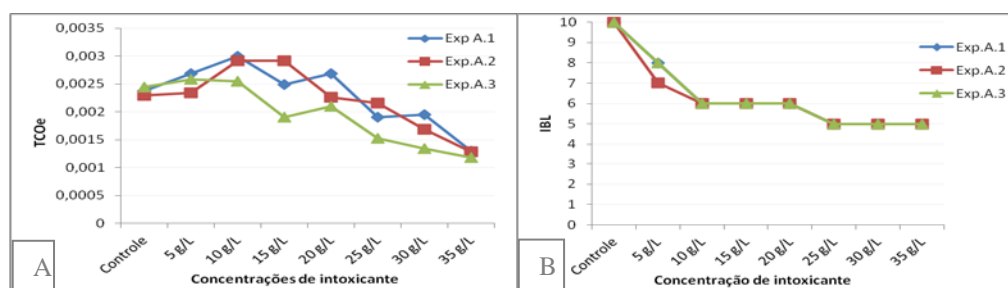 0,0035
0,003
0,0025
0,002
0,0015
0,001
0,0005
0
TCOe
Exp A.1
Exp.A.2
Exp.A.3
Controle
5 g/L
10 g/L
15 g/L
20 g/L
25 g/L
30 g/L
35 g/L
Concentrações de intoxicante
A
10
9
8
7
6
5
4
3
2
1
0
IBL
Exp.A.1
Exp.A.2
Exp.A.3
Controle
5 g/L
10 g/L
15 g/L
20 g/L
25 g/L
30 g/L
35 g/L
Concentração de intoxicante
B